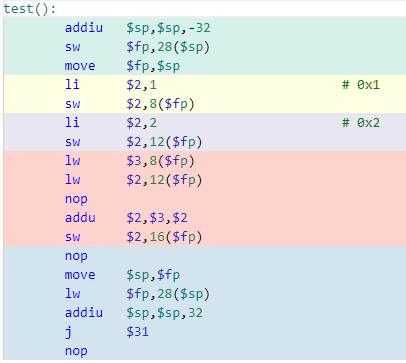 test():
addiu $sp,$sp,-32
sw $fp,28($sp)
move $fp,$sp
li $2,1 # 0x1
sw $2,8($fp)
li $2,2 # 0x2
sw $2,12($fp)
lw $3,8($fp)
lw $2,12($fp)
nop
addu $2,$3,$2
sw $2,16($fp)
nop
move $sp,$fp
lw $fp,28($sp)
addiu $sp,$sp,32
j $31
nop